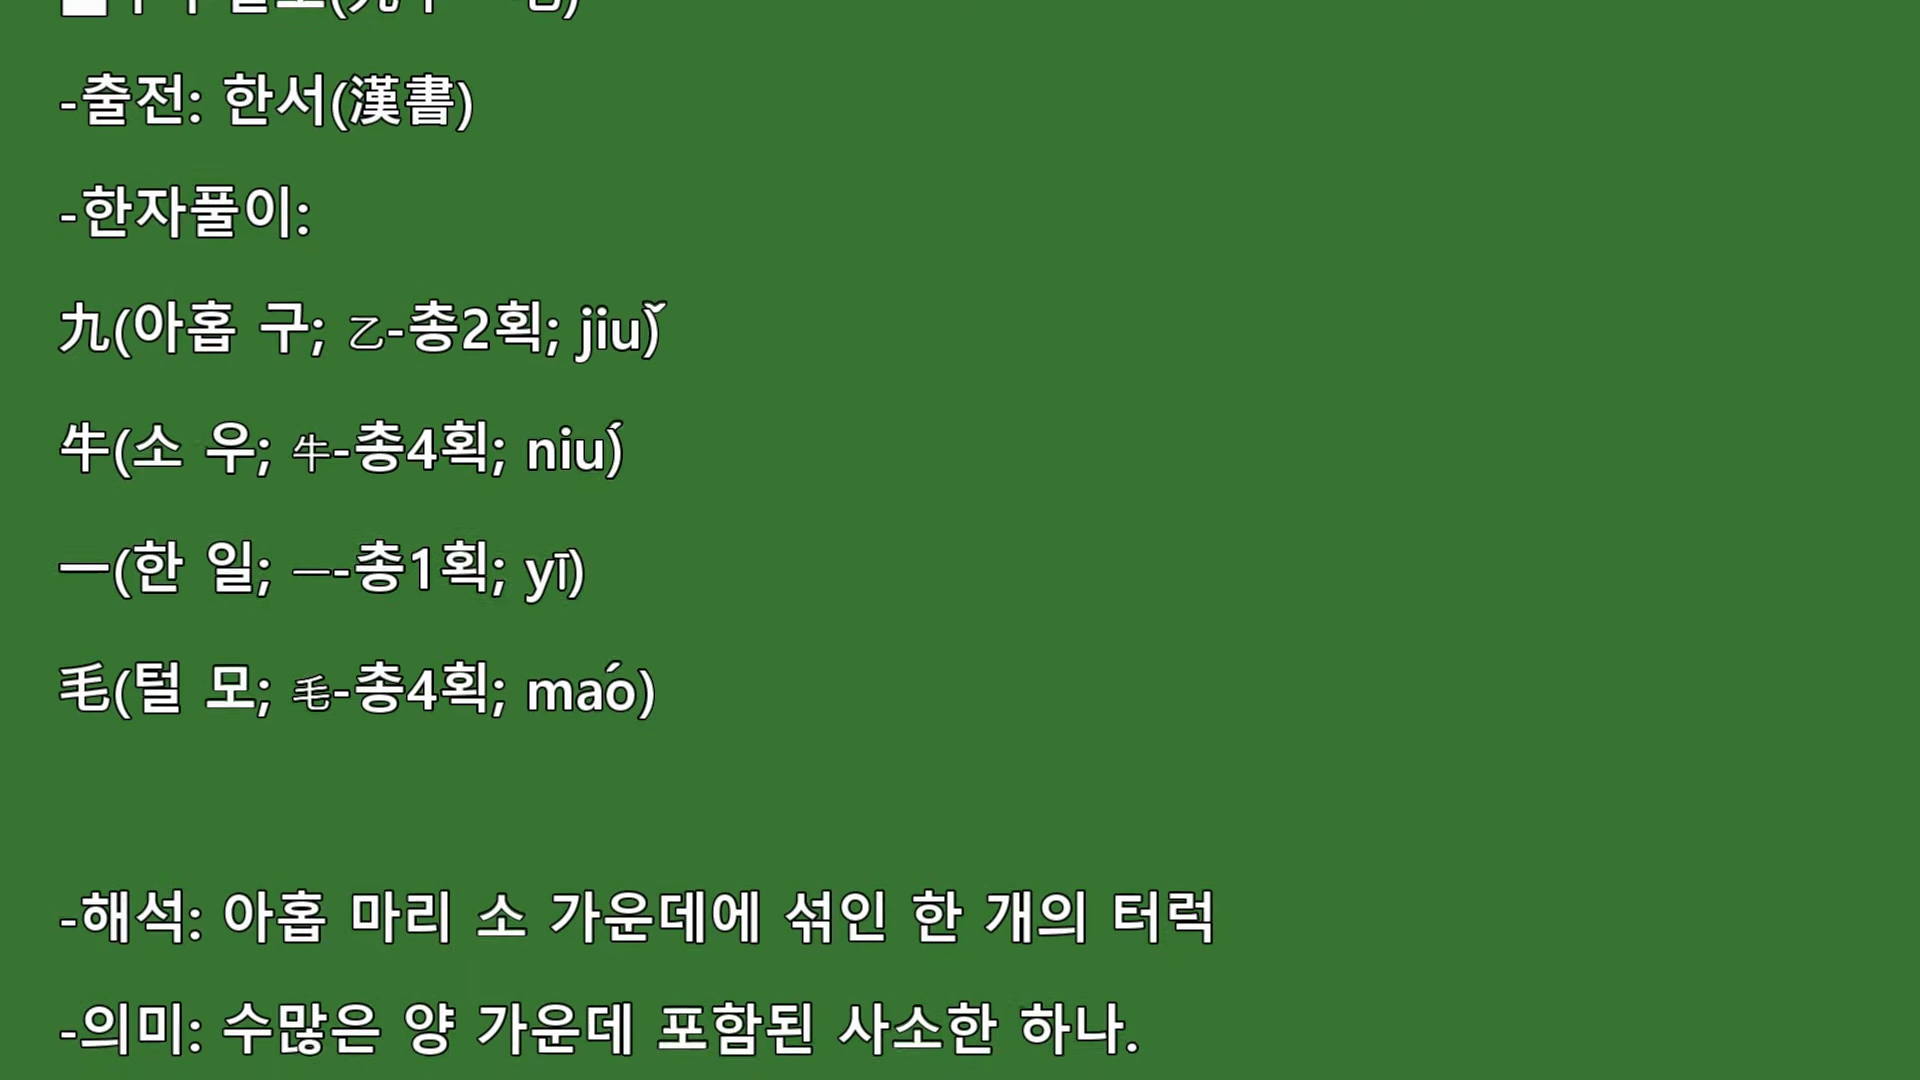 -출전: 한서(漢書)
-한자풀이:
九(아홉 구; 乙-총2획; jiǔ)
牛(소 우; 牛-총4획; niú)
一(한 일; 一-총1획; yī)
毛(털 모; 毛-총4획; maó)
-해석: 아홉 마리 소 가운데에 섞인 한 개의 터럭
-의미: 수많은 양 가운데 포함된 사소한 하나.